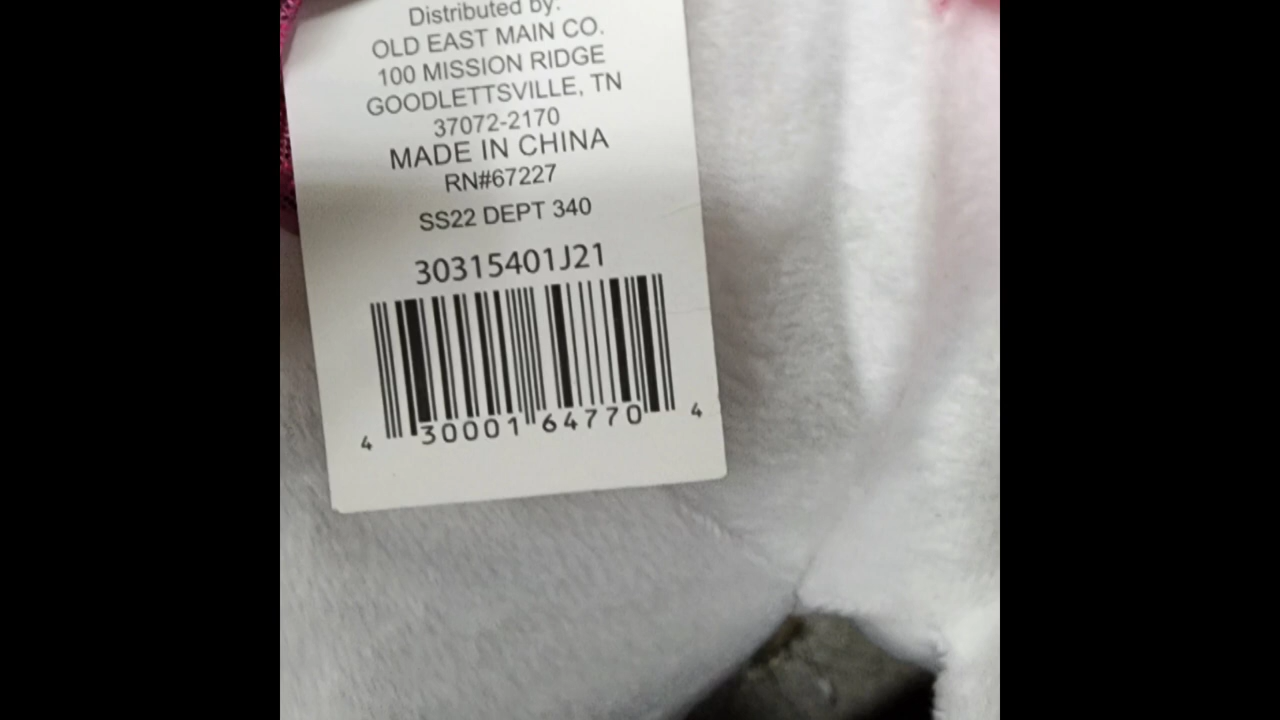 Distributed by:
OLD EAST MAIN CO.
100 MISSION RIDGE
GOODLETTSVILLE, TN
37072-2170
MADE IN CHINA
RN#67227
SS22 DEPT 340
30315401J21
4 30001 64770 4